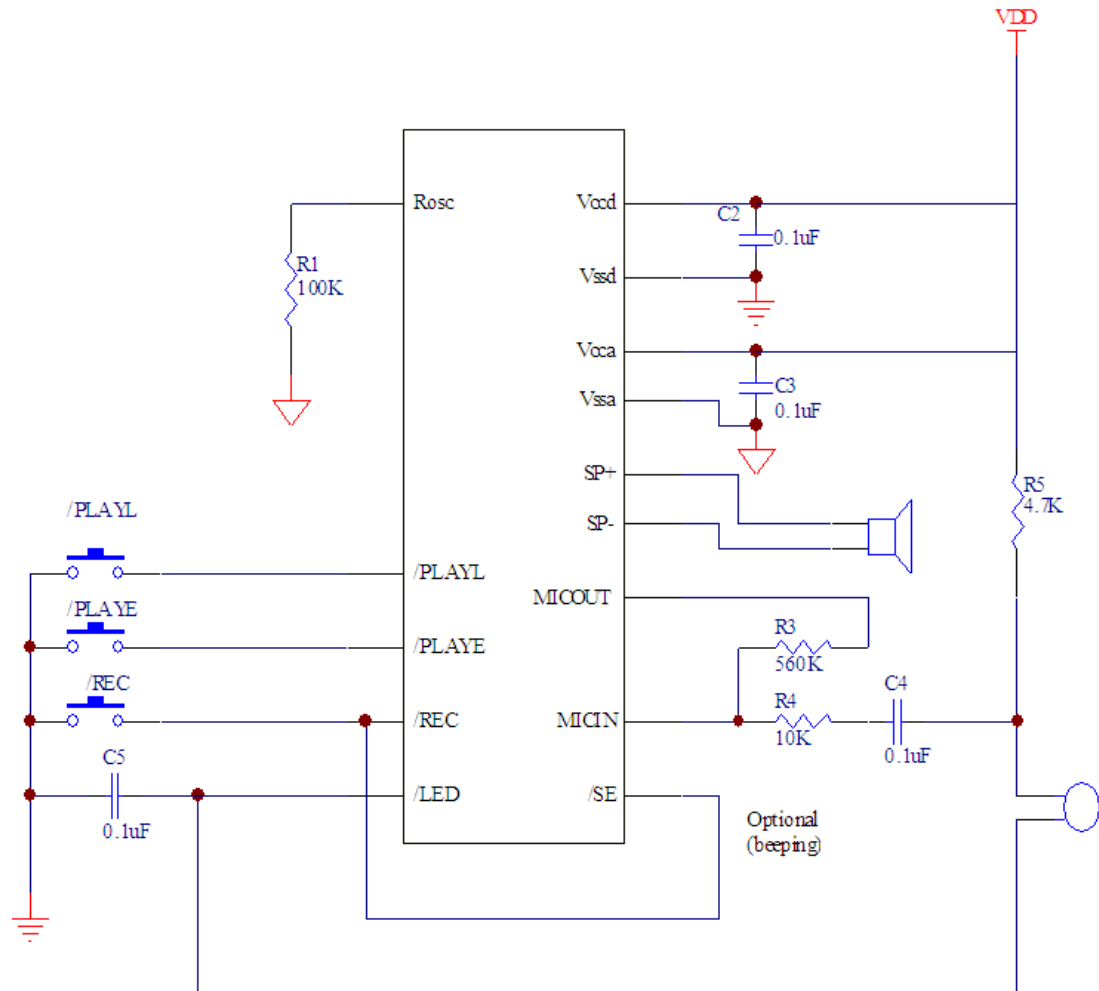 VDD
Rosc
Vccd
C2
0.1uF
R1
100K
Vssd
Vcca
C3
0.1uF
Vssa
SP+
R5
4.7K
/PLAYL
SP-
/PLAYL
MICOUT
/PLAYE
R3
560K
/PLAYE
/REC
C4
R4
/REC
MICIN
10K
0.1uF
C5
/LED
/SE
0.1uF
Optional
(beeping)